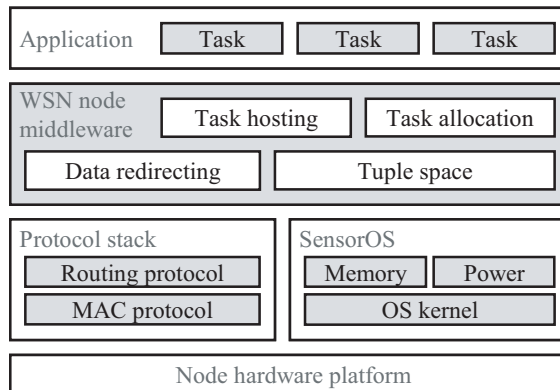 Application
Task
Task
Task
WSN node
middleware
Task hosting
Task allocation
Data redirecting
Tuple space
Protocol stack
Routing protocol
MAC protocol
SensorOS
Memory
Power
OS kernel
Node hardware platform